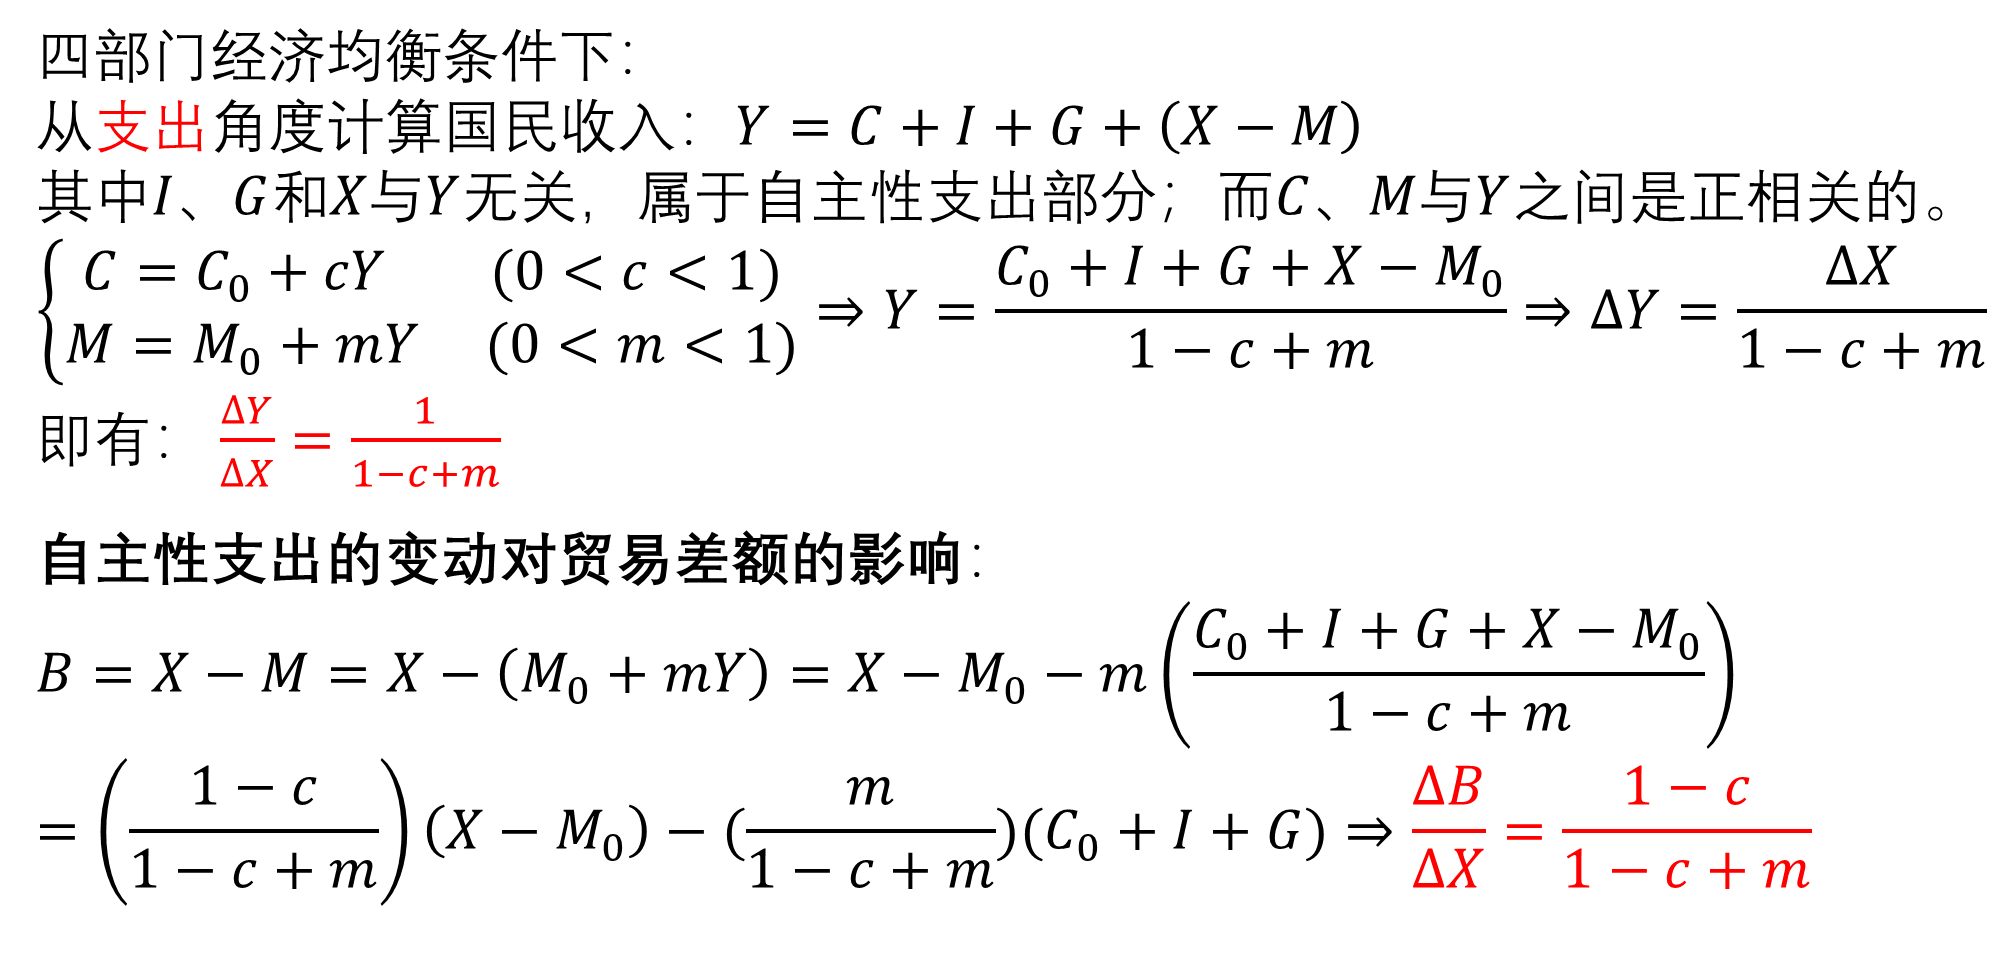 四部门经济均衡条件下：
从支出角度计算国民收入：Y = C + I + G + (X − M)
其中I、G和X与Y无关，属于自主性支出部分；而C、M与Y之间是正相关的。
{ C = C₀ + cY (0 < c < 1)
M = M₀ + mY (0 < m < 1) ⇒ Y = (C₀ + I + G + X − M₀)/(1 − c + m) ⇒ ΔY = ΔX/(1 − c + m)
即有：ΔY/ΔX = 1/(1−c+m)
自主性支出的变动对贸易差额的影响：
B = X − M = X − (M₀ + mY) = X − M₀ − m((C₀ + I + G + X − M₀)/(1 − c + m))
= ((1 − c)/(1 − c + m))(X − M₀) − (m/(1 − c + m))(C₀ + I + G) ⇒ ΔB/ΔX = (1 − c)/(1 − c + m)